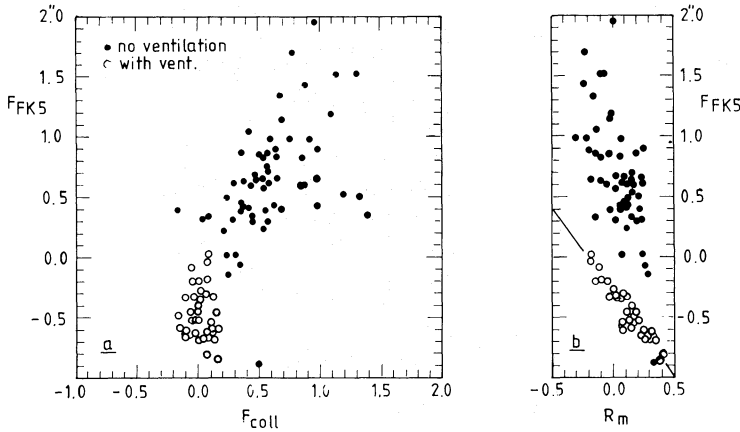 2.″0
1.5
1.0
0.5
0.0
-0.5
F_FK5
• no ventilation
○ with vent.
a
-1.0 -0.5 0.0 0.5 1.0 1.5 2.0
F_coll
2.″0
1.5
1.0
0.5
0.0
-0.5
F_FK5
b
-0.5 0.0 0.5
R_m